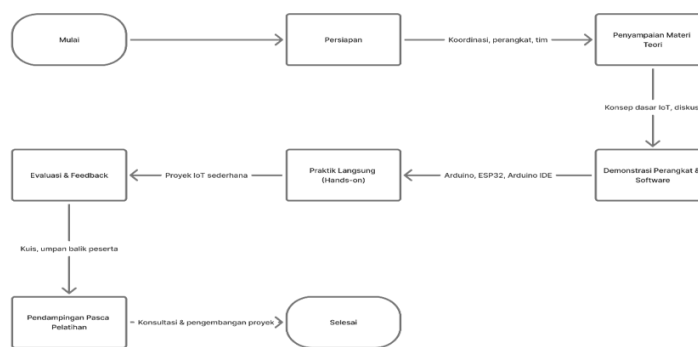 Mulai
Persiapan
Koordinasi, perangkat, tim
Penyampaian Materi
Teori
Konsep dasar IoT, diskus
Demonstrasi Perangkat &
Software
Arduino, ESP32, Arduino IDE
Praktik Langsung
(Hands-on)
Proyek IoT sederhana
Evaluasi & Feedback
Kuis, umpan balik peserta
Pendampingan Pasca
Pelatihan
Konsultasi & pengembangan proyek
Selesai